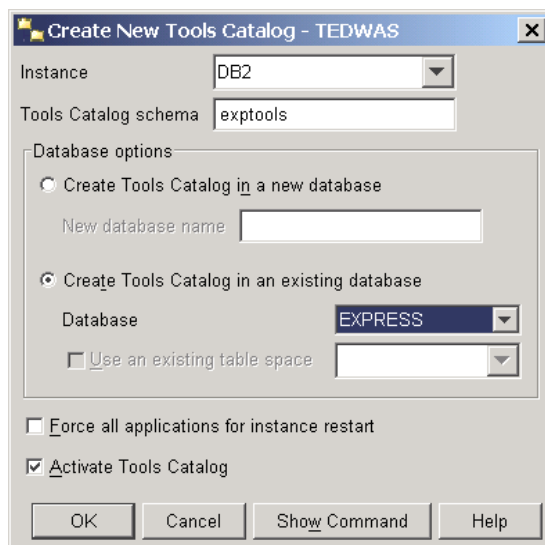 Create New Tools Catalog - TEDWAS
Instance DB2
Tools Catalog schema exptools
Database options
Create Tools Catalog in a new database
New database name
Create Tools Catalog in an existing database
Database EXPRESS
Use an existing table space
Force all applications for instance restart
Activate Tools Catalog
OK Cancel Show Command Help